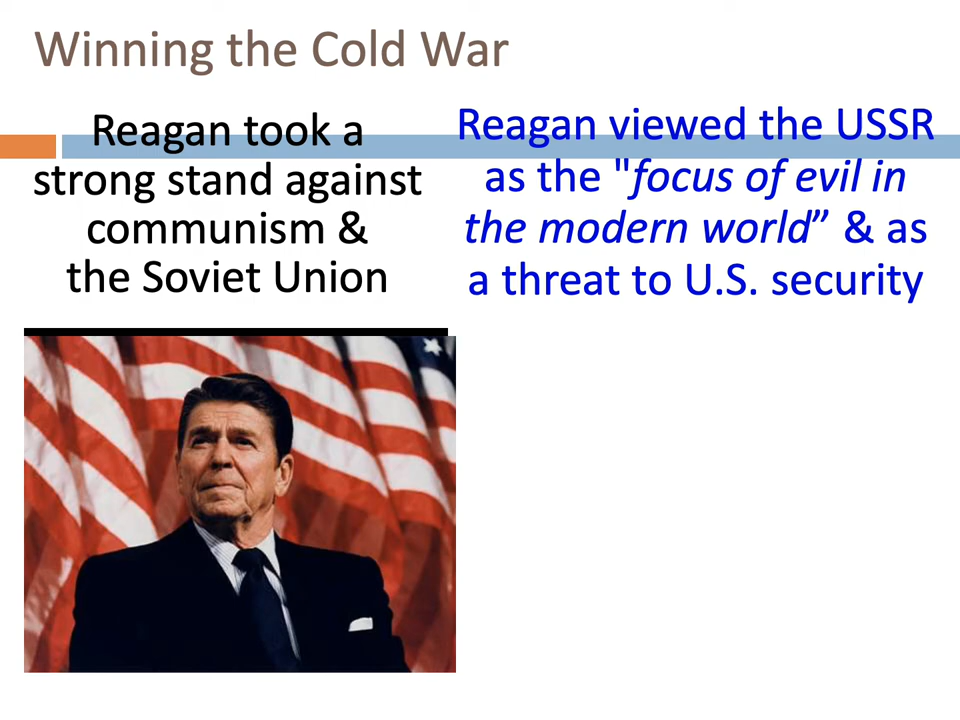 Winning the Cold War
Reagan took a
strong stand against
communism &
the Soviet Union
Reagan viewed the USSR
as the "focus of evil in
the modern world” & as
a threat to U.S. security